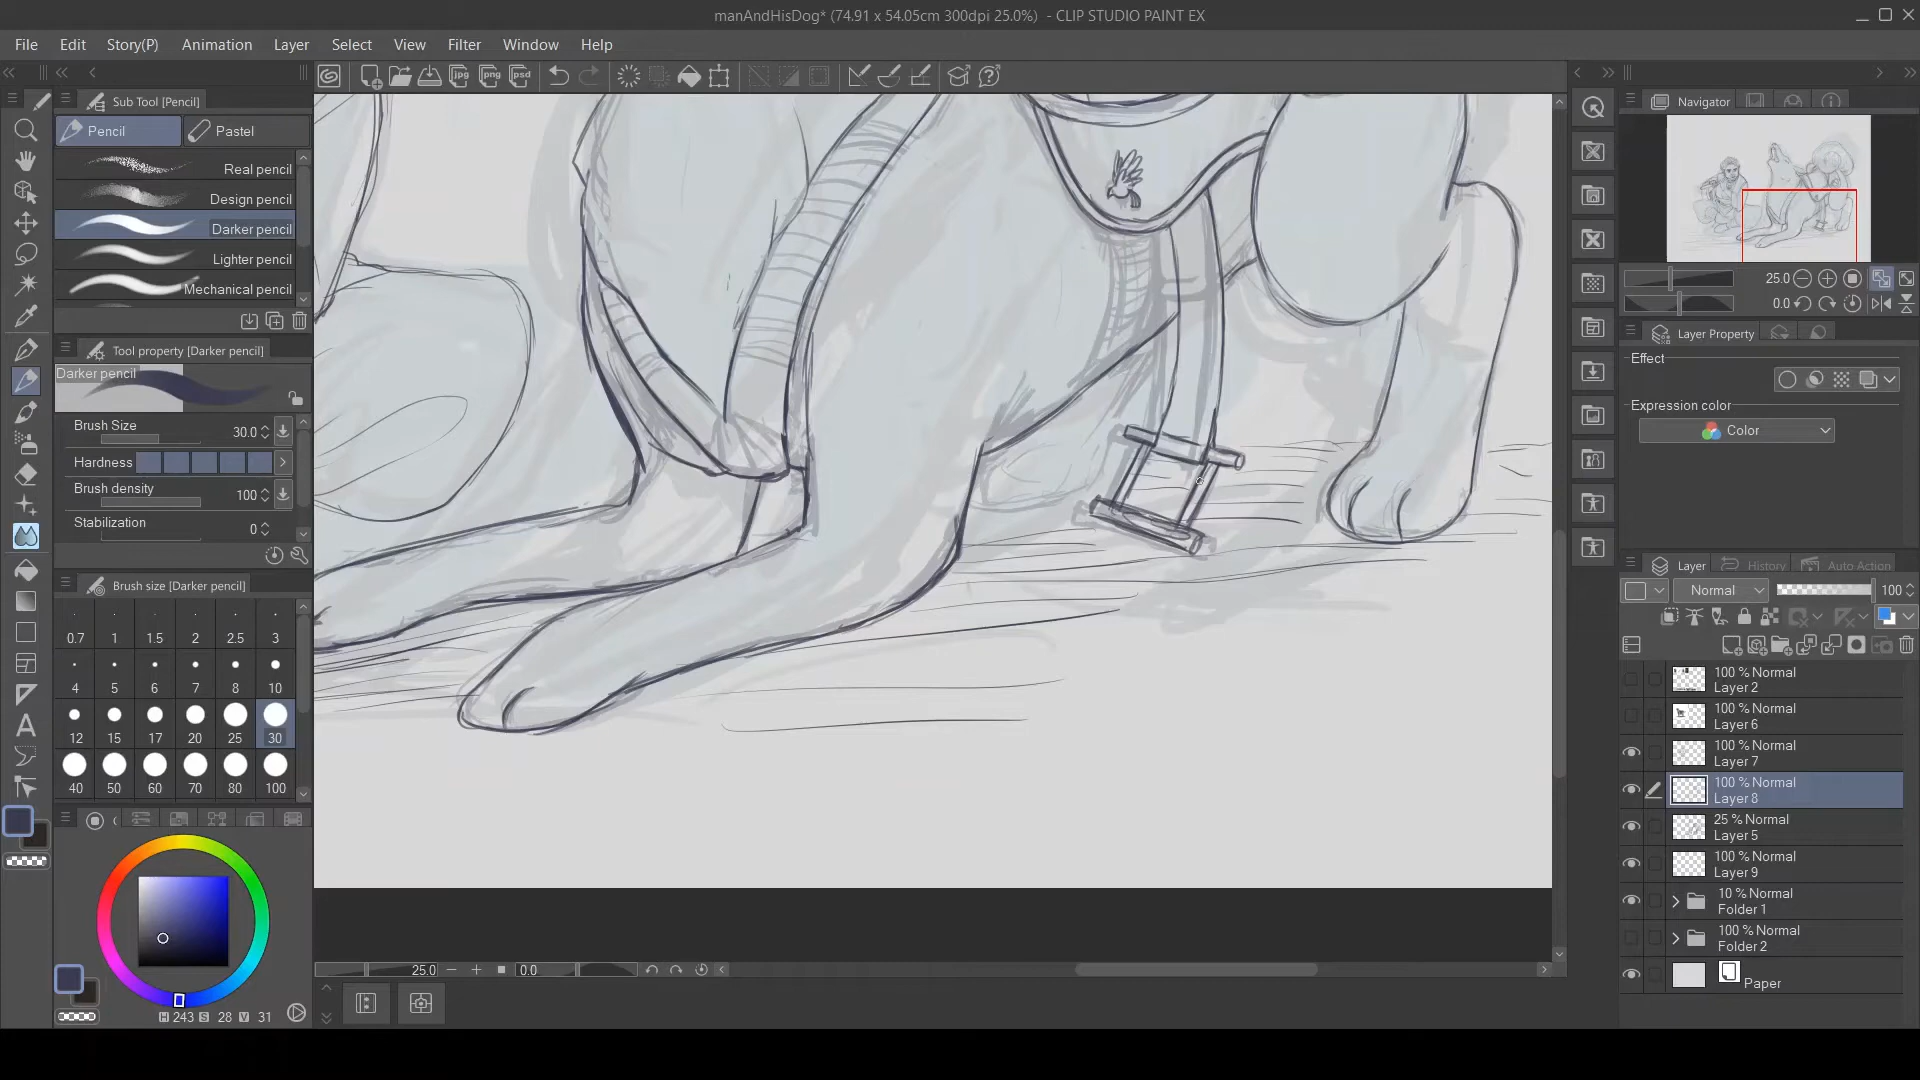 manAndHisDog* (74.91 x 54.05cm 300dpi 25.0%) - CLIP STUDIO PAINT EX
File Edit Story(P) Animation Layer Select View Filter Window Help
jpg png psd
Sub Tool [Pencil]
Pencil Pastel
Real pencil
Design pencil
Darker pencil
Lighter pencil
Mechanical pencil
Tool property [Darker pencil]
Darker pencil
Brush Size 30.0
Hardness
Brush density 100
Stabilization 0
Brush size [Darker pencil]
0.7 1 1.5 2 2.5 3
4 5 6 7 8 10
12 15 17 20 25 30
40 50 60 70 80 100
H 243 S 28 V 31
25.0 0.0
Navigator
25.0
0.0
Layer Property
Effect
Expression color
Color
Layer History Auto Action
Normal 100
100 % Normal
Layer 2
100 % Normal
Layer 6
100 % Normal
Layer 7
100 % Normal
Layer 8
25 % Normal
Layer 5
100 % Normal
Layer 9
10 % Normal
Folder 1
100 % Normal
Folder 2
Paper